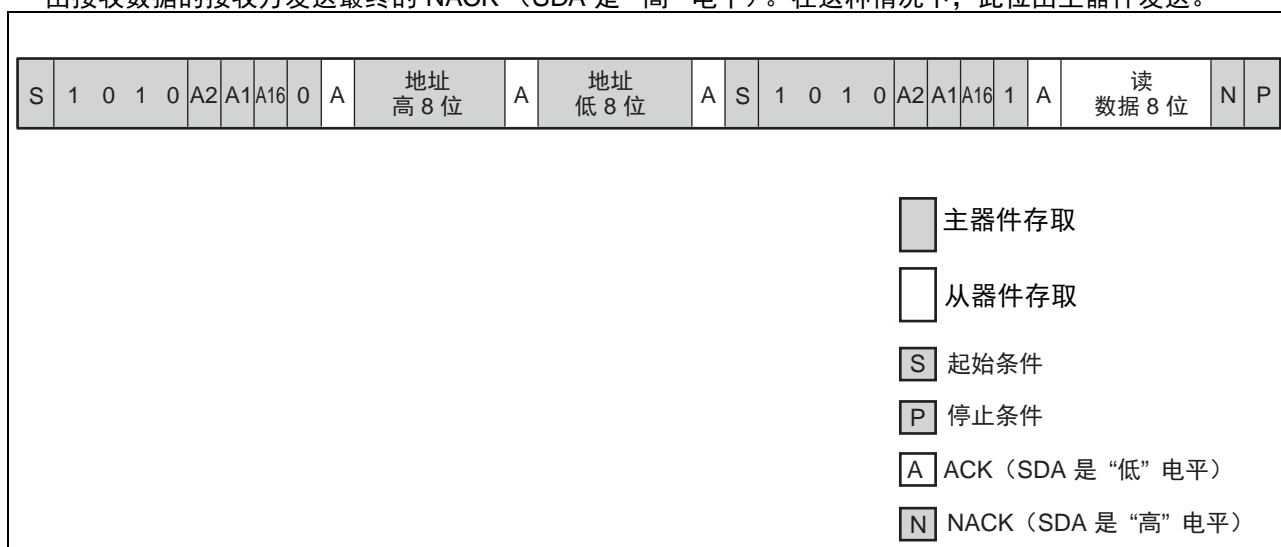 由接收数据的接收方发送最终的 NACK （SDA 是 “高” 电平）。在这种情况下，此位由主器件发送。
S 1 0 1 0 A2 A1 A16 0 A 地址 高 8 位 A 地址 低 8 位 A S 1 0 1 0 A2 A1 A16 1 A 读 数据 8 位 N P
主器件存取
从器件存取
S 起始条件
P 停止条件
A ACK（SDA 是 “低” 电平）
N NACK（SDA 是 “高” 电平）